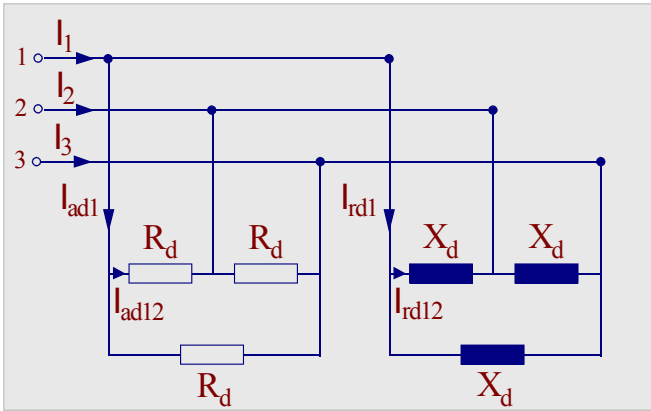 1 I1
2 I2
3 I3
Iad1 Ird1
Rd Rd Xd Xd
Iad12 Ird12
Rd Xd